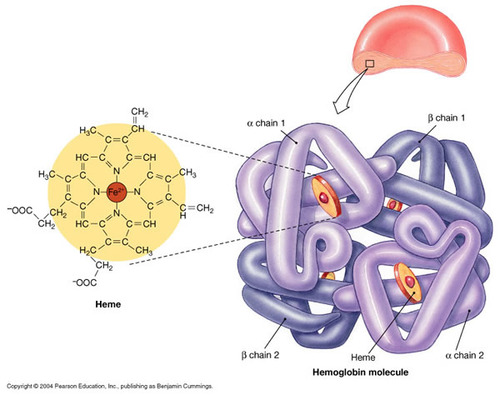 α chain 1
β chain 1
CH₂
CH
H₃C
C
C
HC
C
C
CH
H₃C
C
C
N
C
C
CH₃
C
N
Fe²⁺
N
C
C
C
N
C
C
C=CH₂
H
⁻OOC
CH₂
CH₂
HC
C
C
CH
C
C
CH₂
CH₃
CH₂
⁻OOC
Heme
β chain 2
Heme
α chain 2
Hemoglobin molecule
Copyright © 2004 Pearson Education, Inc., publishing as Benjamin Cummings.